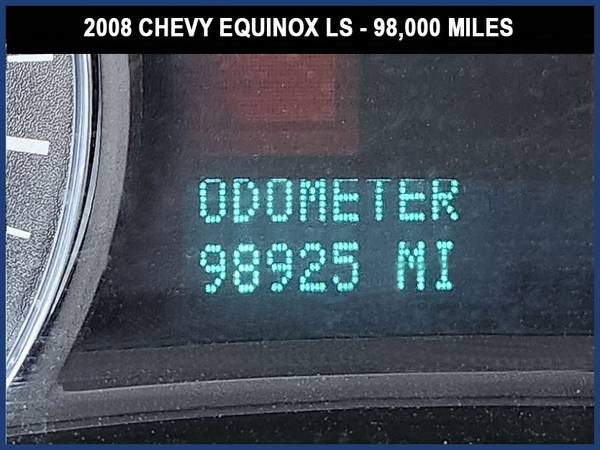 2008 CHEVY EQUINOX LS - 98,000 MILES
ODOMETER
98925 MI